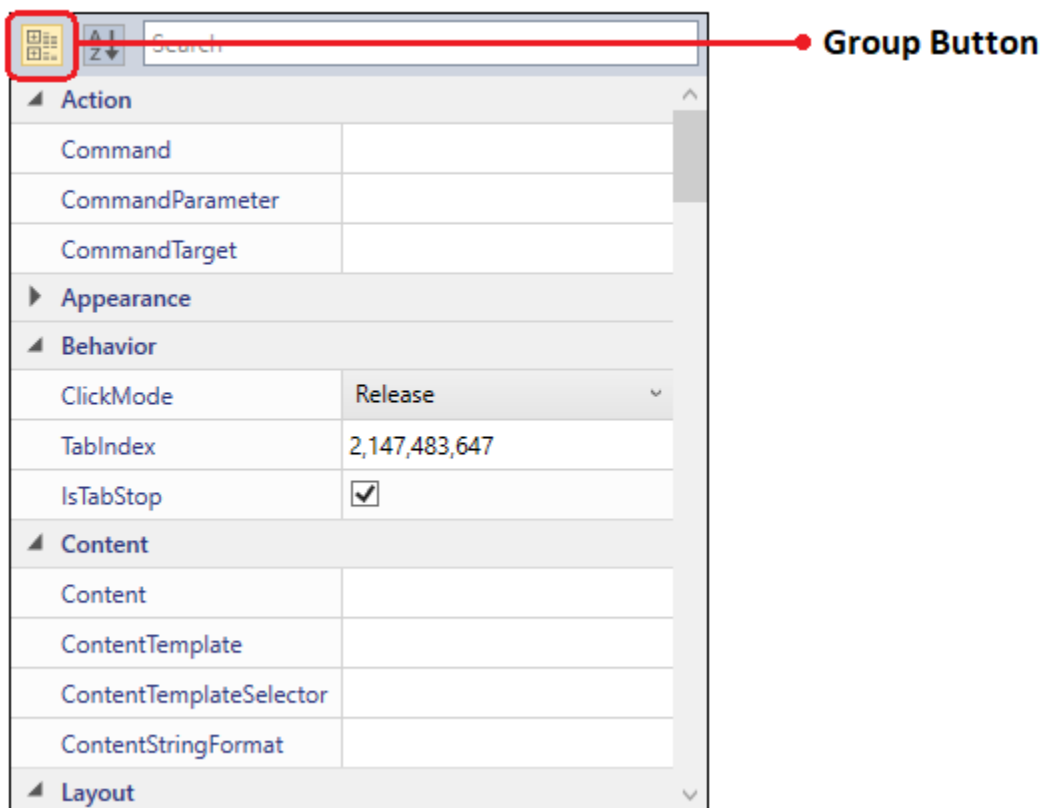 A Z Search Group Button
Action
Command
CommandParameter
CommandTarget
Appearance
Behavior
ClickMode Release
TabIndex 2,147,483,647
IsTabStop
Content
Content
ContentTemplate
ContentTemplateSelector
ContentStringFormat
Layout